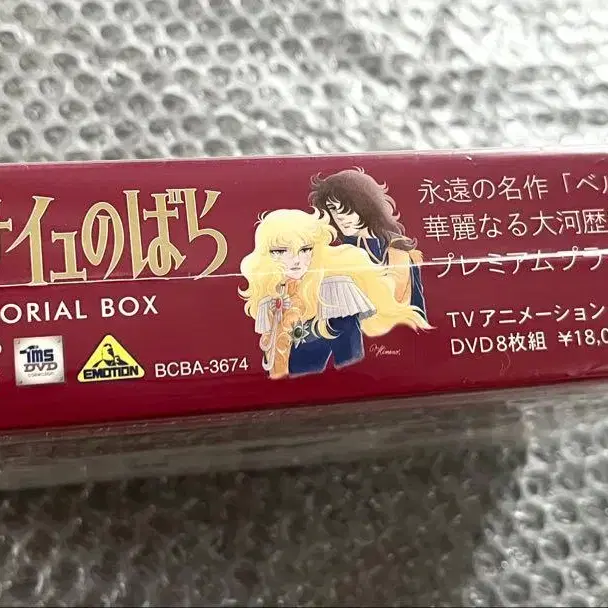 サイユのばら
ORIAL BOX
TMS DVD
EMOTION
BCBA-3674
永遠の名作「ベル
華麗なる大河歴
プレミアムプラ
TVアニメーション
DVD8枚組 ¥18,0